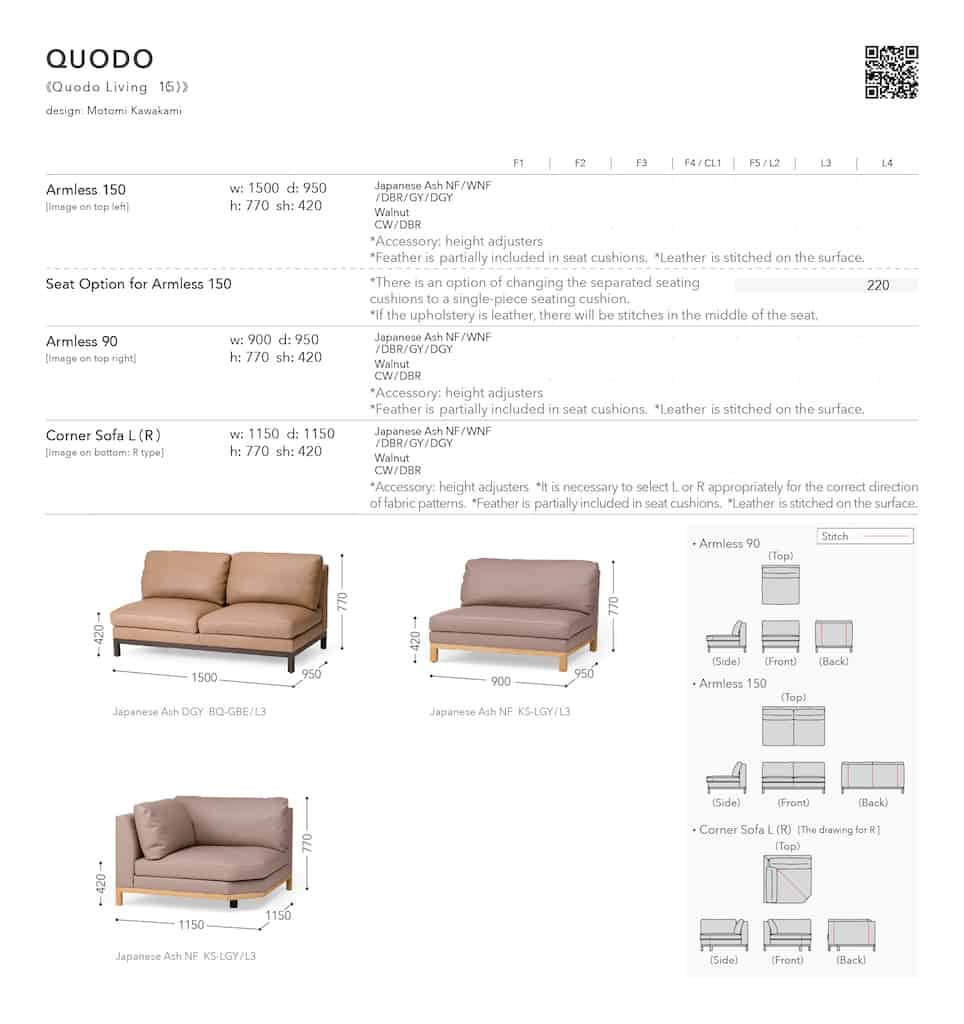 QUODO
《Quodo Living 1(5)》
design: Motomi Kawakami
F1 | F2 | F3 | F4 / CL1 | F5 / L2 | L3 | L4
Armless 150
[Image on top left]
w: 1500 d: 950
h: 770 sh: 420
Japanese Ash NF/WNF
/DBR/GY/DGY
Walnut
CW/DBR
*Accessory: height adjusters
*Feather is partially included in seat cushions. *Leather is stitched on the surface.
Seat Option for Armless 150
*There is an option of changing the separated seating
cushions to a single-piece seating cushion.
*If the upholstery is leather, there will be stitches in the middle of the seat.
220
Armless 90
[Image on top right]
w: 900 d: 950
h: 770 sh: 420
Japanese Ash NF/WNF
/DBR/GY/DGY
Walnut
CW/DBR
*Accessory: height adjusters
*Feather is partially included in seat cushions. *Leather is stitched on the surface.
Corner Sofa L (R)
[Image on bottom: R type]
w: 1150 d: 1150
h: 770 sh: 420
Japanese Ash NF/WNF
/DBR/GY/DGY
Walnut
CW/DBR
*Accessory: height adjusters *It is necessary to select L or R appropriately for the correct direction
of fabric patterns. *Feather is partially included in seat cushions. *Leather is stitched on the surface.
420
770
1500
950
Japanese Ash DGY BQ-GBE/L3
420
770
900
950
Japanese Ash NF KS-LGY/L3
420
770
1150
1150
Japanese Ash NF KS-LGY/L3
Stitch
• Armless 90
(Top)
(Side) (Front) (Back)
• Armless 150
(Top)
(Side) (Front) (Back)
• Corner Sofa L (R) [The drawing for R]
(Top)
(Side) (Front) (Back)